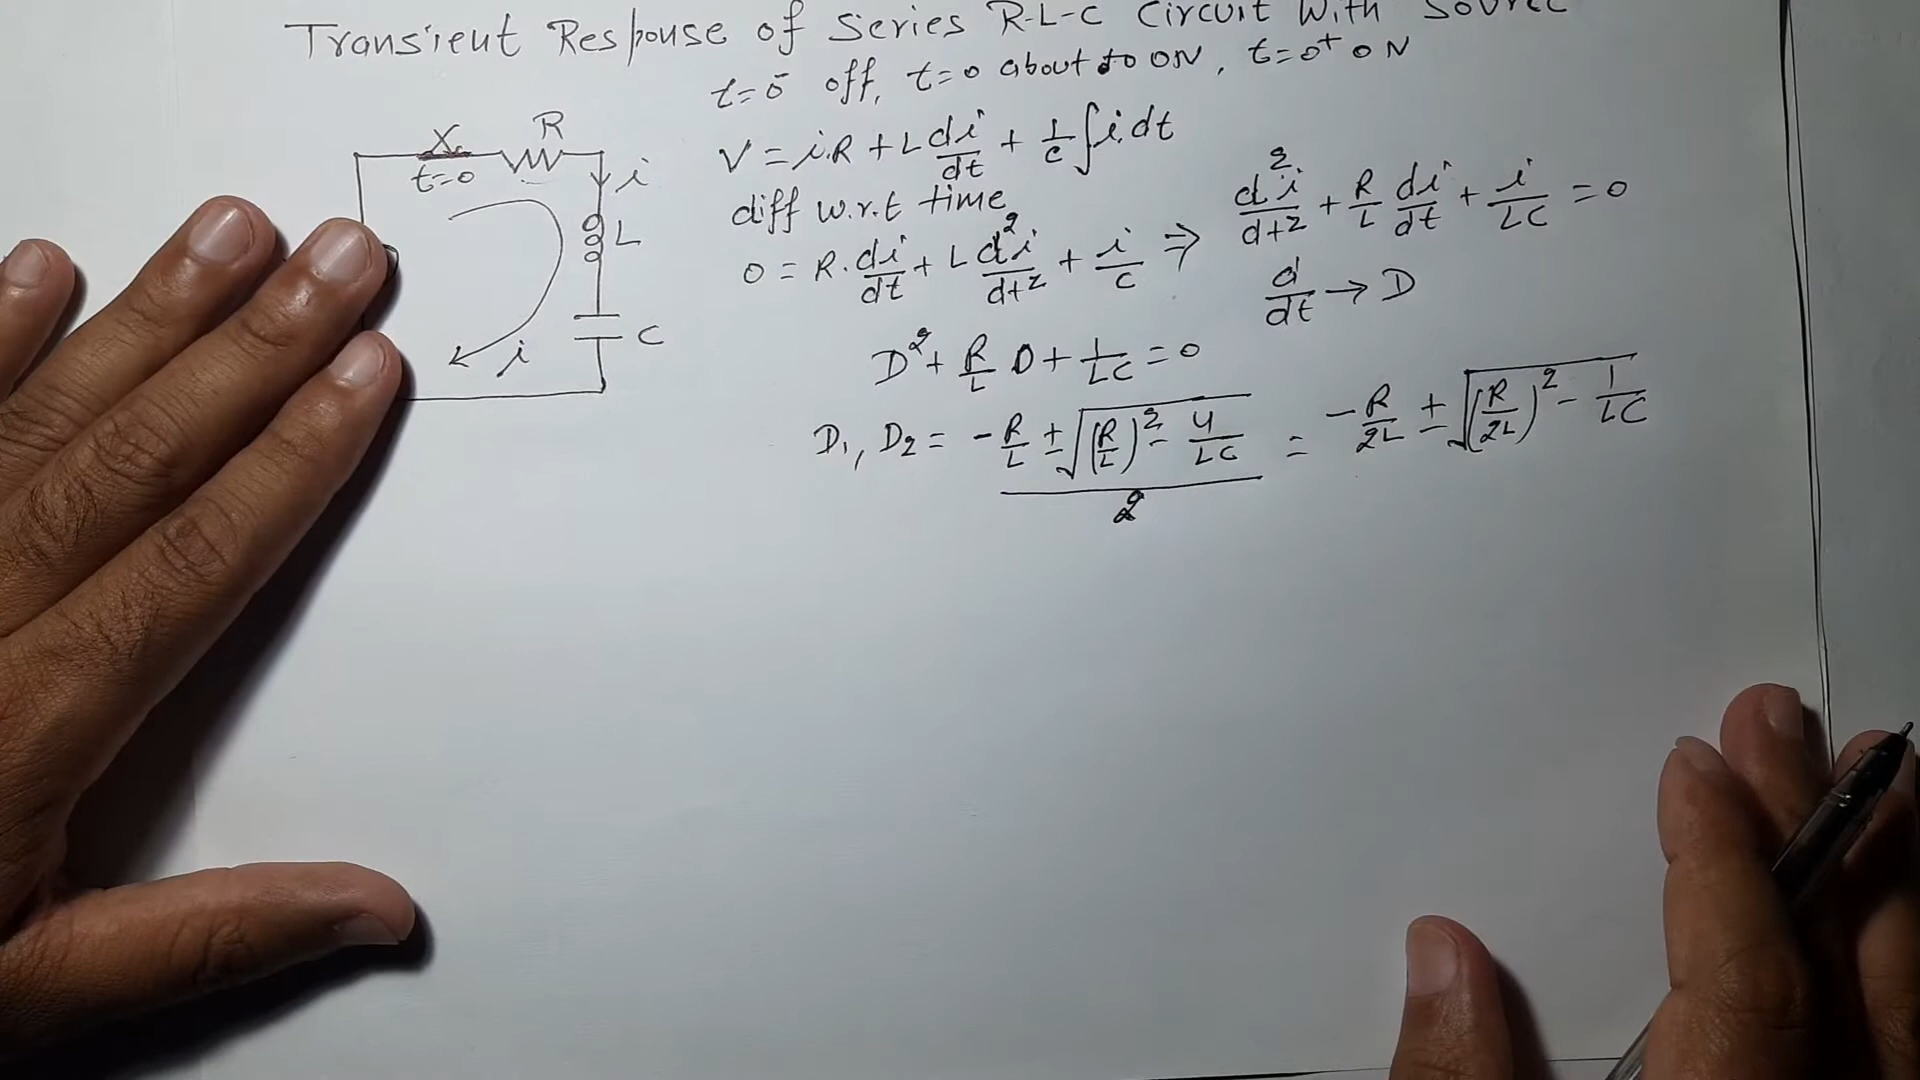 Transient Response of Series R-L-C Circuit With Source
t=0⁻ off, t=0 about to ON, t=0⁺ ON
X
t=0
R
i
L
C
i
V = i.R + L di/dt + 1/C ∫i.dt
diff w.r.t time
0 = R. di/dt + L d²i/dt² + i/C ⇒ d²i/dt² + R/L di/dt + i/LC = 0
d/dt → D
D² + R/L D + 1/LC = 0
D₁, D₂ = (-R/L ± √((R/L)² - 4/LC))/2 = -R/2L ± √((R/2L)² - 1/LC)